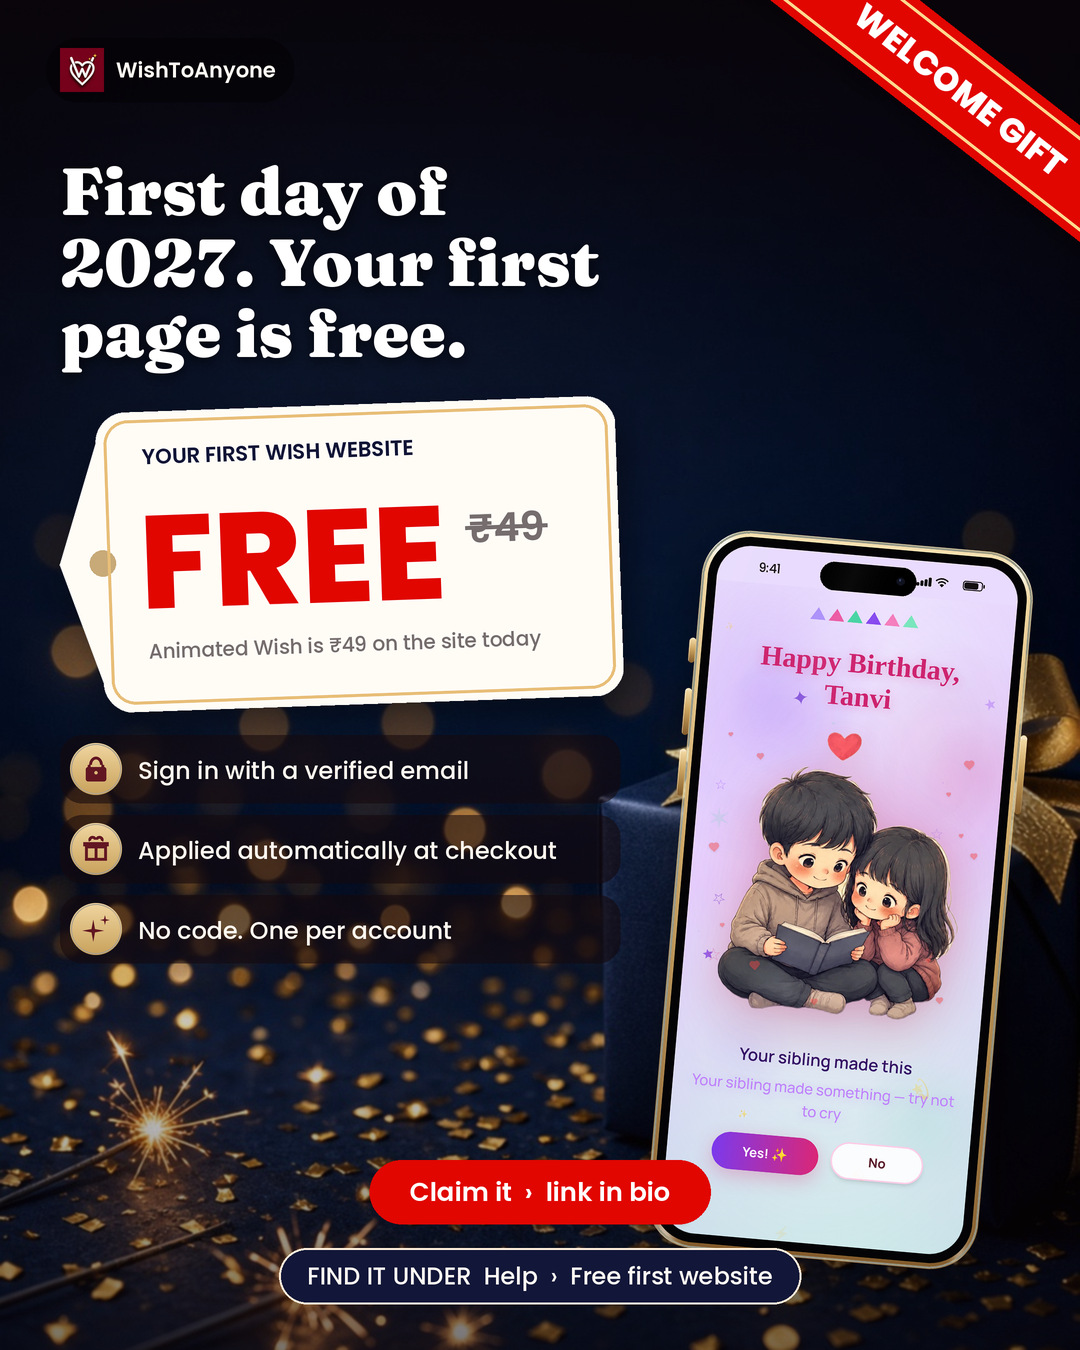 WishToAnyone
WELCOME GIFT
First day of
2027. Your first
page is free.
YOUR FIRST WISH WEBSITE
FREE ₹49
Animated Wish is ₹49 on the site today
Sign in with a verified email
Applied automatically at checkout
No code. One per account
9:41
Happy Birthday,
Tanvi
Your sibling made this
Your sibling made something – try not
to cry
Yes! ✨
No
Claim it › link in bio
FIND IT UNDER Help › Free first website